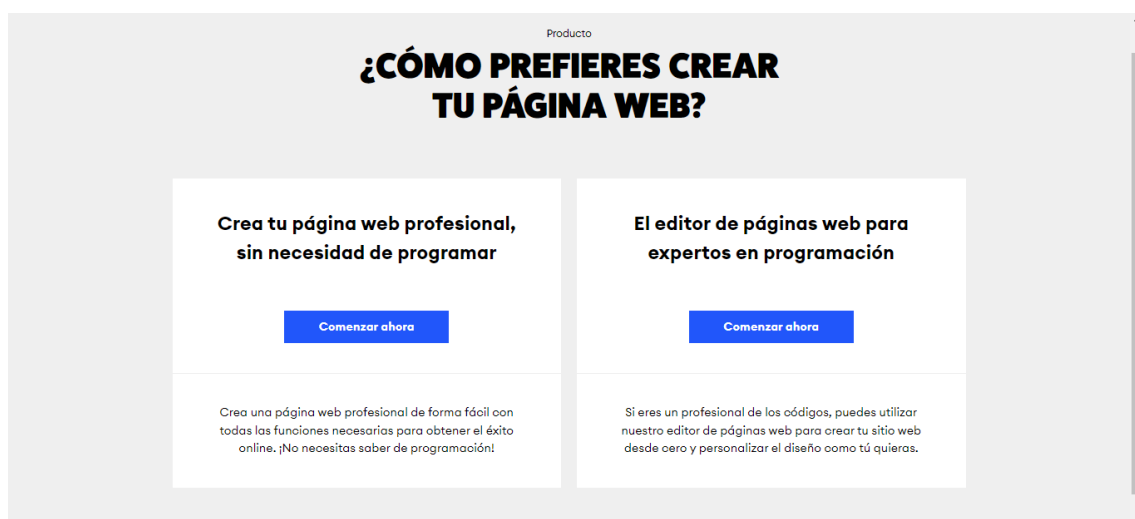 Producto
¿CÓMO PREFIERES CREAR
TU PÁGINA WEB?
Crea tu página web profesional,
sin necesidad de programar
Comenzar ahora
Crea una página web profesional de forma fácil con
todas las funciones necesarias para obtener el éxito
online. ¡No necesitas saber de programación!
El editor de páginas web para
expertos en programación
Comenzar ahora
Si eres un profesional de los códigos, puedes utilizar
nuestro editor de páginas web para crear tu sitio web
desde cero y personalizar el diseño como tú quieras.